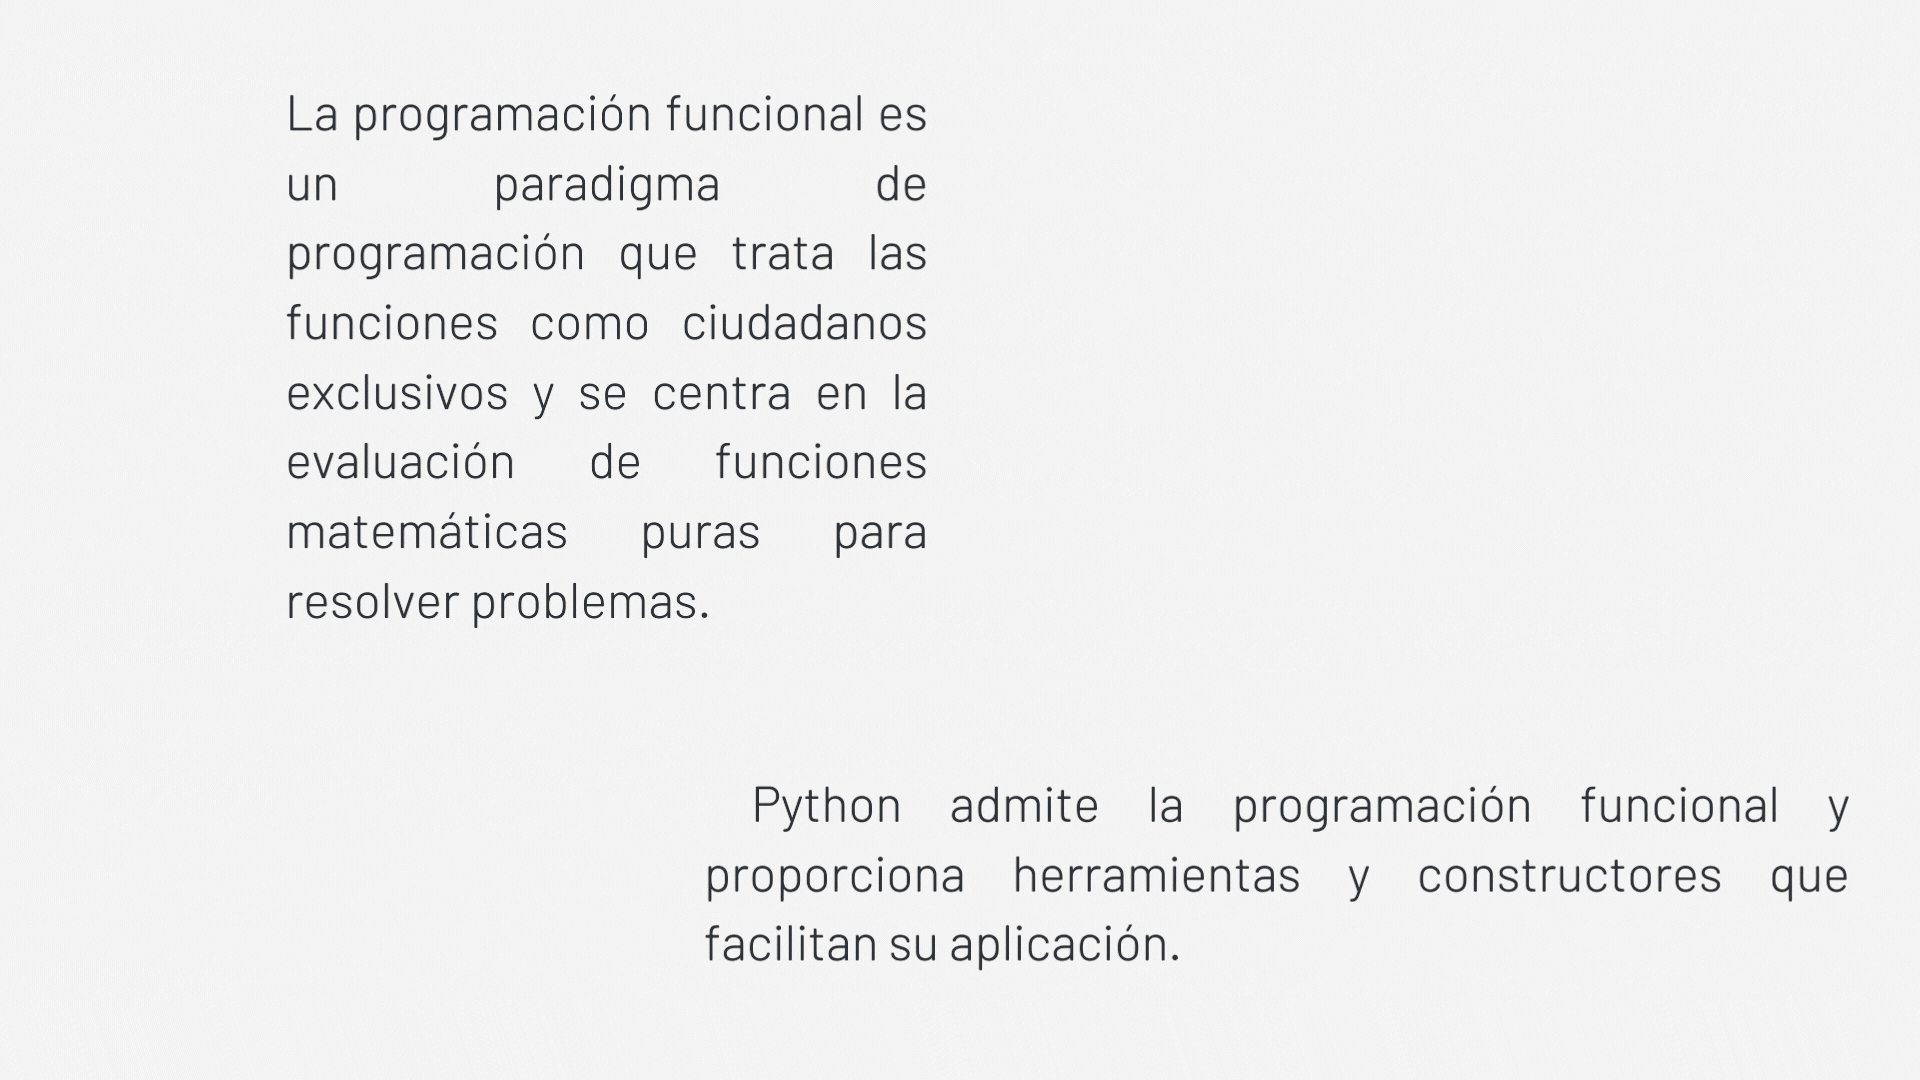 La programación funcional es
un paradigma de
programación que trata las
funciones como ciudadanos
exclusivos y se centra en la
evaluación de funciones
matemáticas puras para
resolver problemas.
Python admite la programación funcional y
proporciona herramientas y constructores que
facilitan su aplicación.